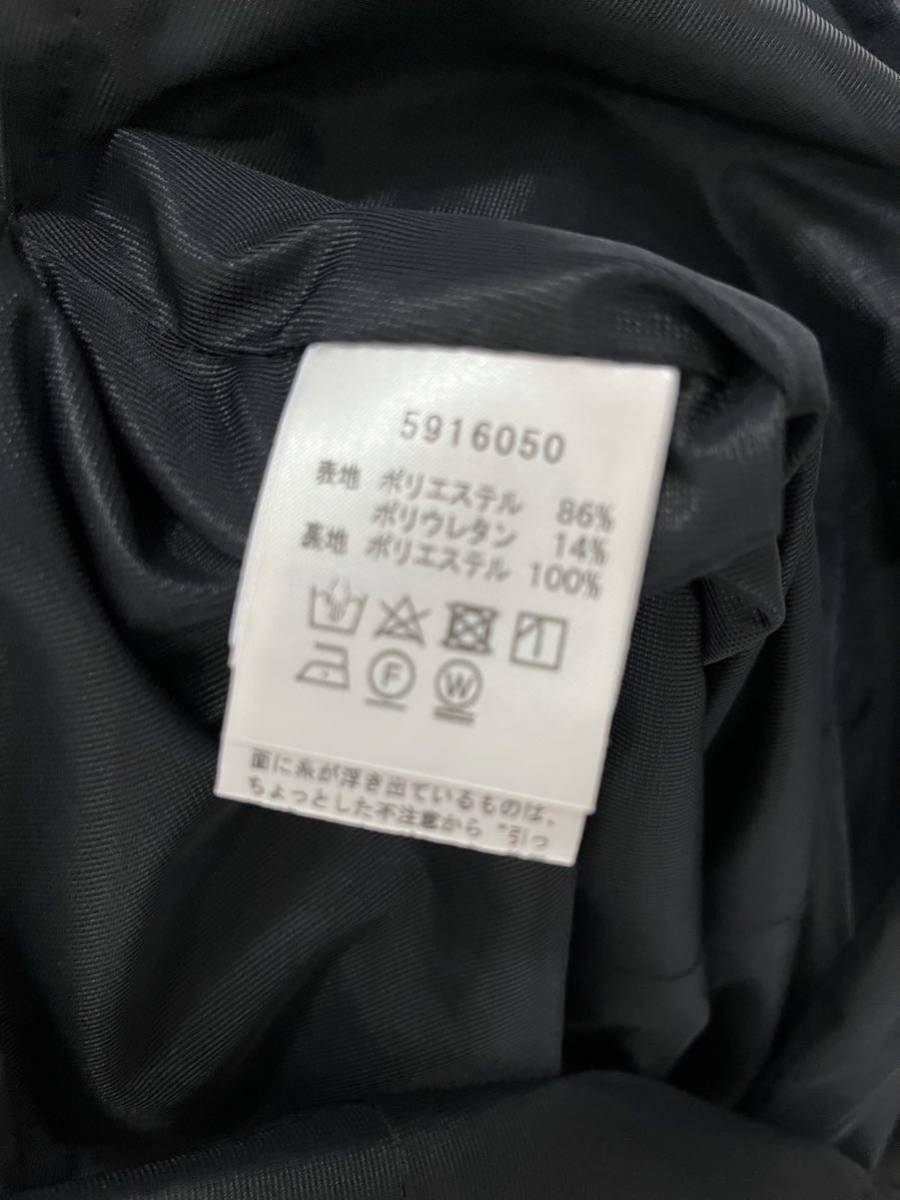 5916050
表地 ポリエステル 86%
ポリウレタン 14%
裏地 ポリエステル 100%
F W
面に糸が浮き出ているものは、
ちょっとした不注意から "引っ